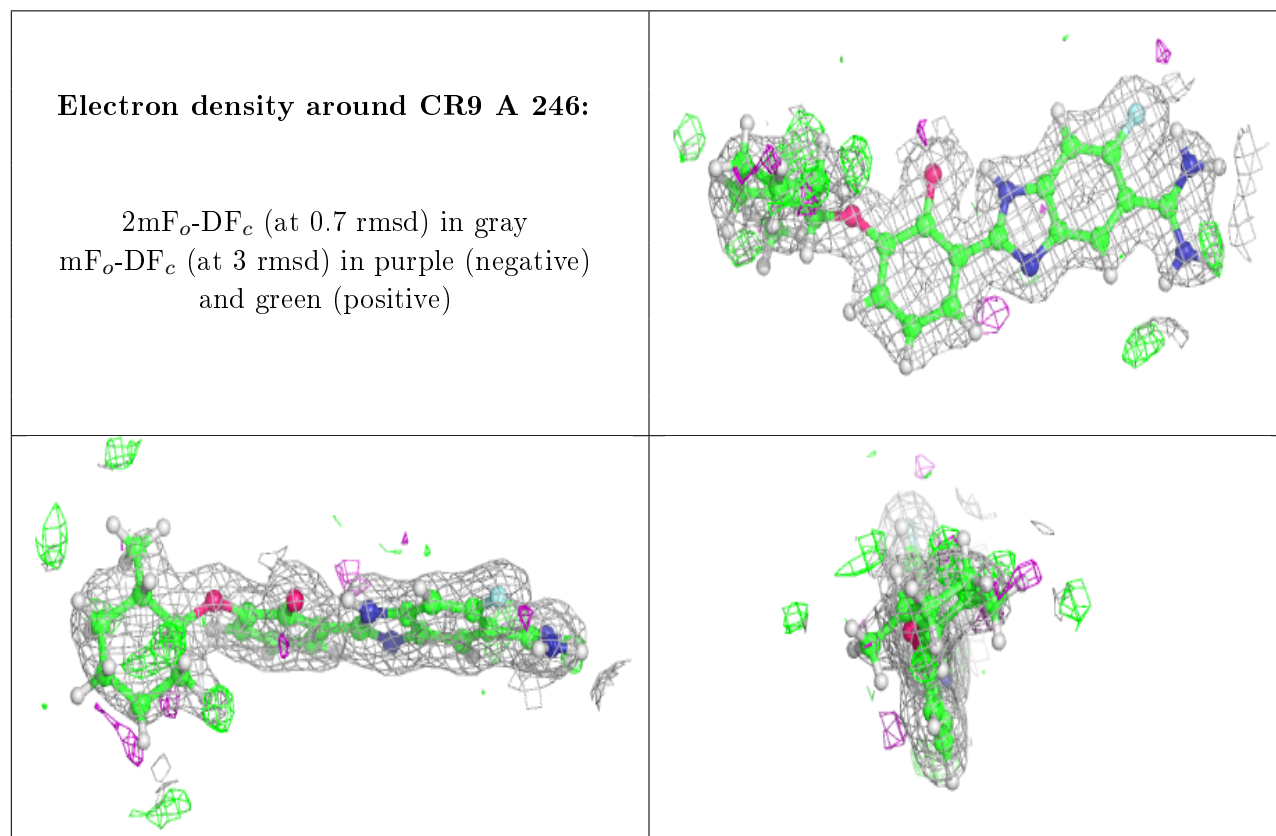 Electron density around CR9 A 246:
2mFo-DFc (at 0.7 rmsd) in gray
mFo-DFc (at 3 rmsd) in purple (negative)
and green (positive)